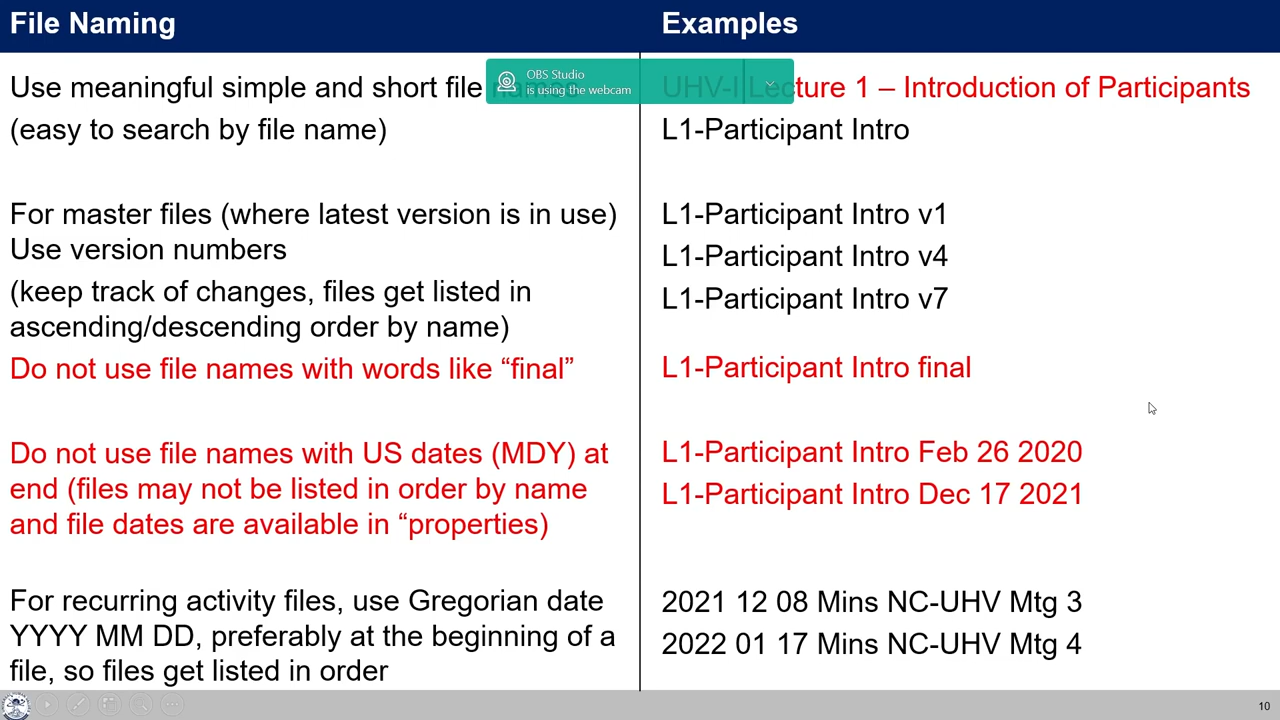 File Naming
Examples
Use meaningful simple and short file
(easy to search by file name)
For master files (where latest version is in use)
Use version numbers
(keep track of changes, files get listed in
ascending/descending order by name)
Do not use file names with words like “final”
Do not use file names with US dates (MDY) at
end (files may not be listed in order by name
and file dates are available in “properties)
For recurring activity files, use Gregorian date
YYYY MM DD, preferably at the beginning of a
file, so files get listed in order
OBS Studio
is using the webcam
UHV-I Lecture 1 – Introduction of Participants
L1-Participant Intro
L1-Participant Intro v1
L1-Participant Intro v4
L1-Participant Intro v7
L1-Participant Intro final
L1-Participant Intro Feb 26 2020
L1-Participant Intro Dec 17 2021
2021 12 08 Mins NC-UHV Mtg 3
2022 01 17 Mins NC-UHV Mtg 4
10